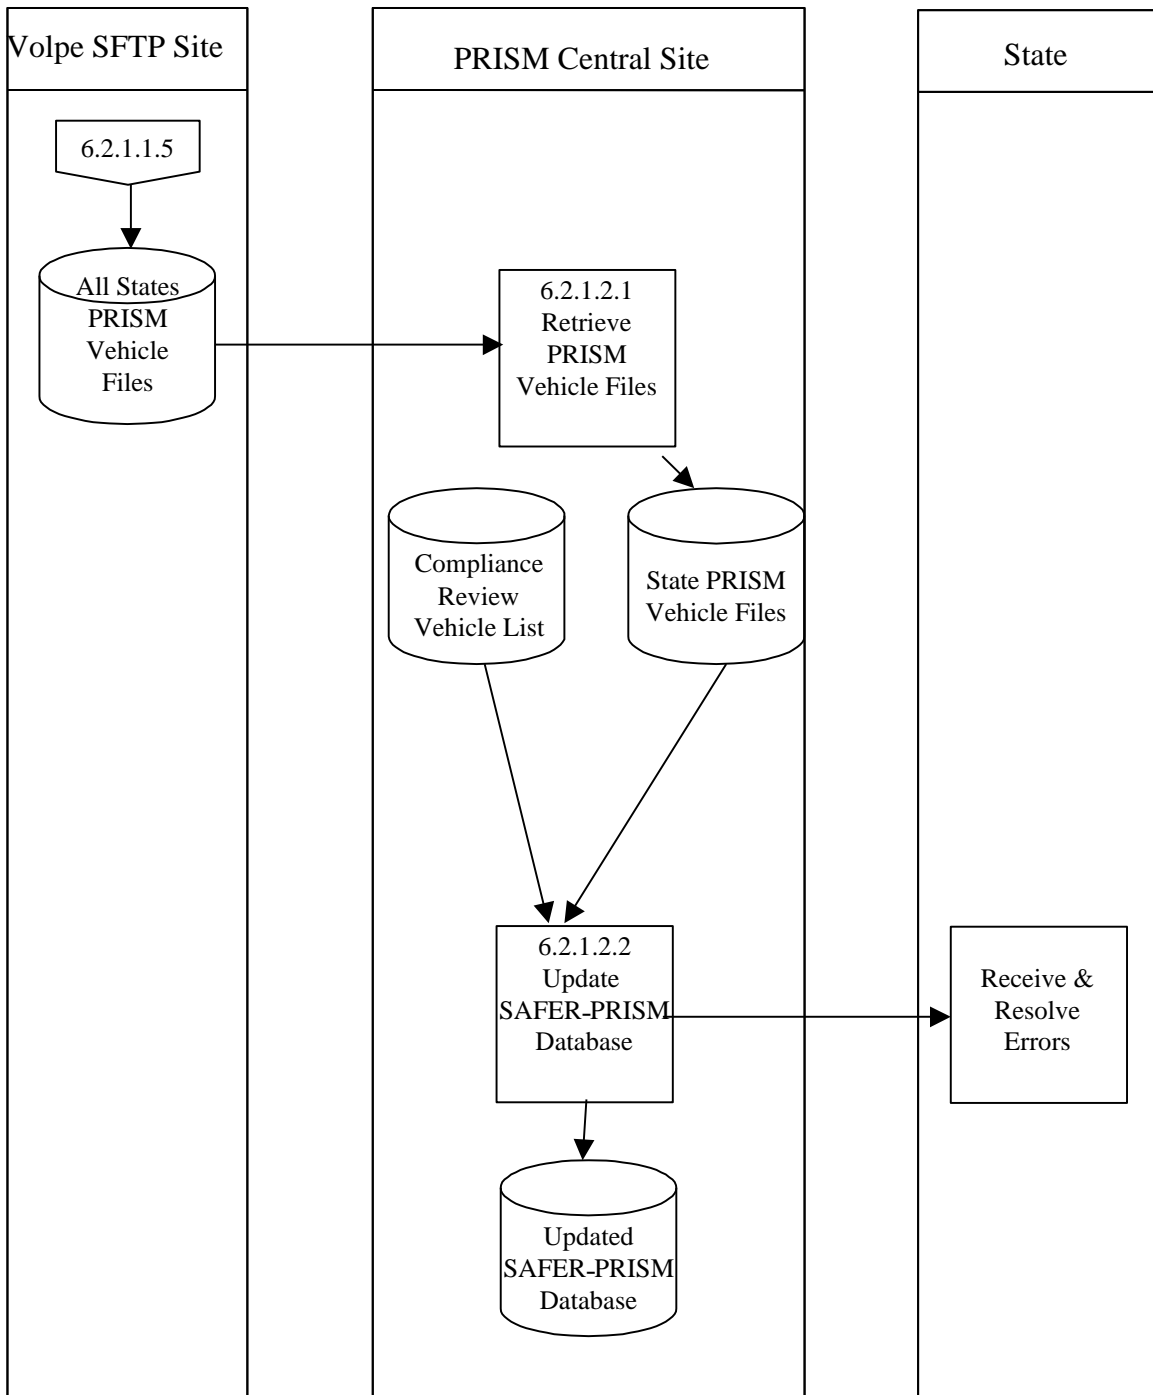 Volpe SFTP Site
PRISM Central Site
State
6.2.1.1.5
All States
PRISM
Vehicle
Files
6.2.1.2.1
Retrieve
PRISM
Vehicle Files
Compliance
Review
Vehicle List
State PRISM
Vehicle Files
6.2.1.2.2
Update
SAFER-PRISM
Database
Receive &
Resolve
Errors
Updated
SAFER-PRISM
Database